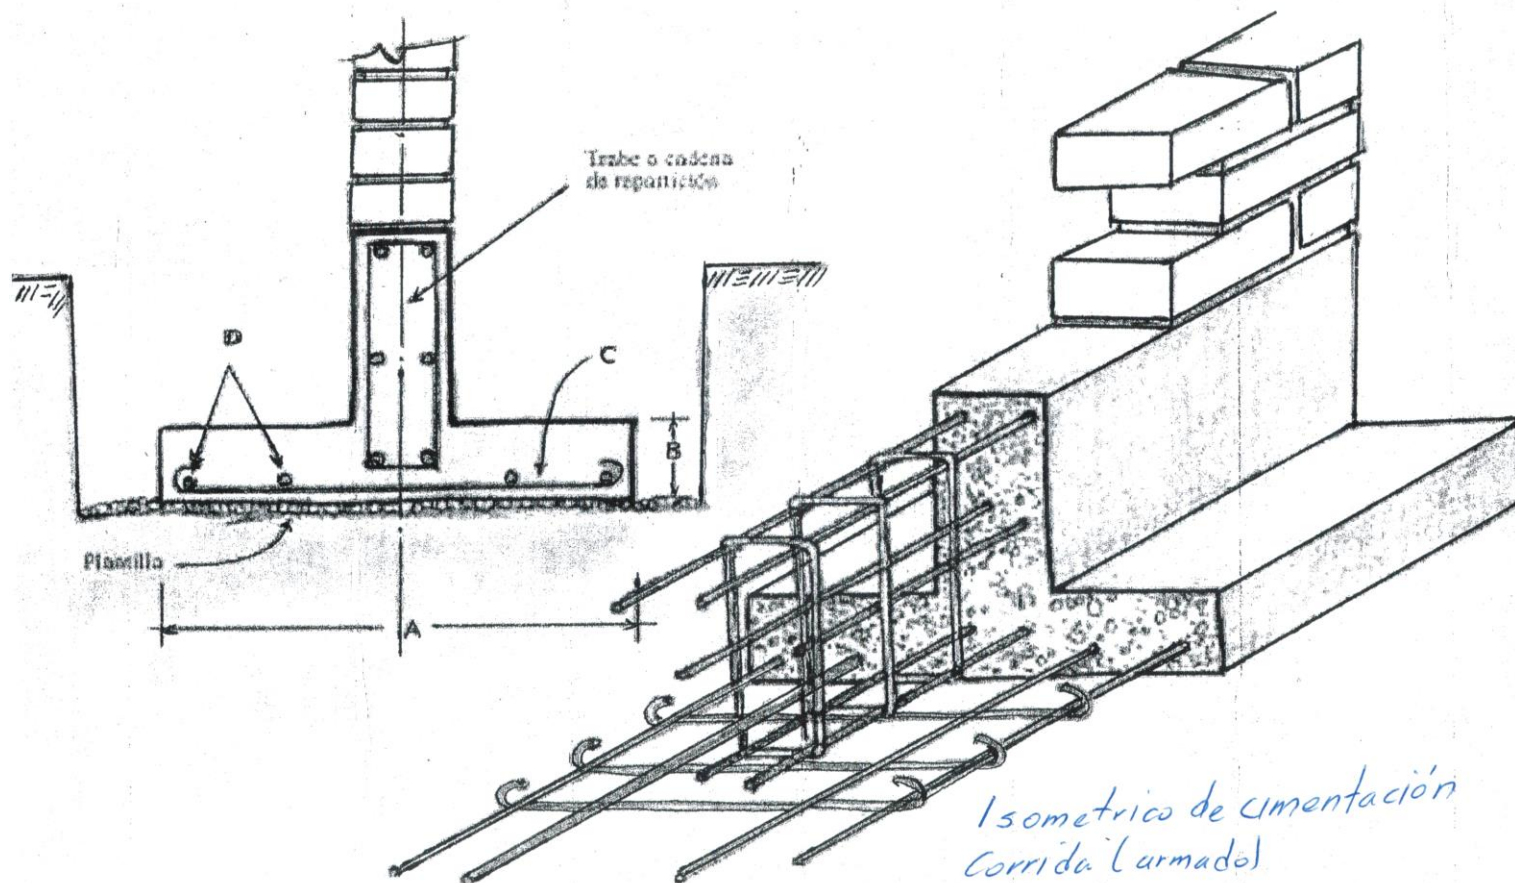 Trabe o cadena
de repartición
D
C
B
Plantilla
A
Isometrico de cimentación
Corrida (armado)